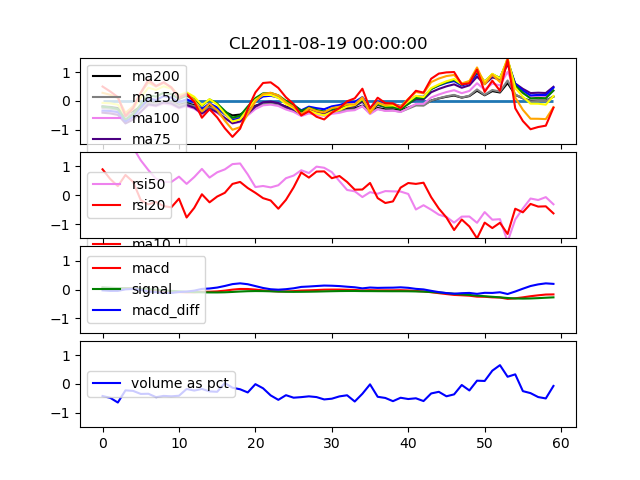 CL2011-08-19 00:00:00
1
0
−1
ma200
ma150
ma100
ma75
1
0
−1
rsi50
rsi20
ma10
1
0
−1
macd
signal
macd_diff
1
0
−1
volume as pct
0 10 20 30 40 50 60